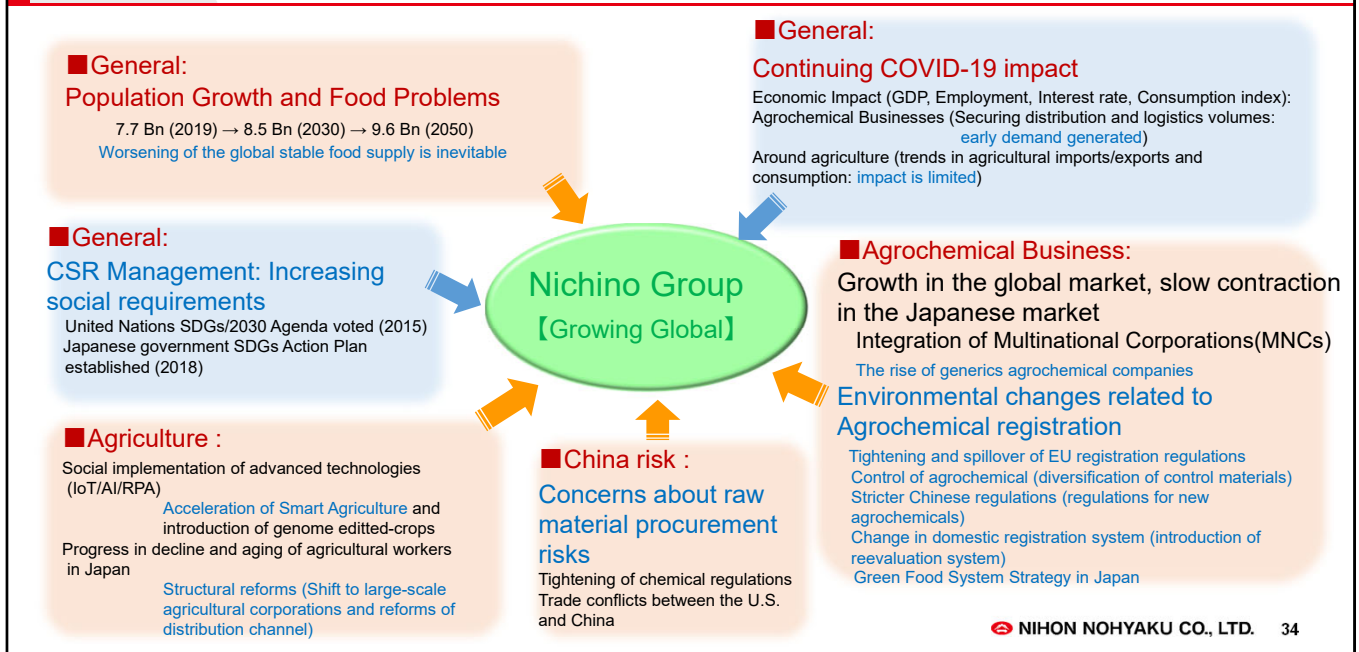 ■General:
Population Growth and Food Problems
7.7 Bn (2019) → 8.5 Bn (2030) → 9.6 Bn (2050)
Worsening of the global stable food supply is inevitable
■General:
Continuing COVID-19 impact
Economic Impact (GDP, Employment, Interest rate, Consumption index):
Agrochemical Businesses (Securing distribution and logistics volumes:
early demand generated)
Around agriculture (trends in agricultural imports/exports and
consumption: impact is limited)
■General:
CSR Management: Increasing
social requirements
United Nations SDGs/2030 Agenda voted (2015)
Japanese government SDGs Action Plan
established (2018)
Nichino Group
【Growing Global】
■Agrochemical Business:
Growth in the global market, slow contraction
in the Japanese market
Integration of Multinational Corporations(MNCs)
The rise of generics agrochemical companies
Environmental changes related to
Agrochemical registration
Tightening and spillover of EU registration regulations
Control of agrochemical (diversification of control materials)
Stricter Chinese regulations (regulations for new
agrochemicals)
Change in domestic registration system (introduction of
reevaluation system)
Green Food System Strategy in Japan
■Agriculture :
Social implementation of advanced technologies
(IoT/AI/RPA)
Acceleration of Smart Agriculture and
introduction of genome editted-crops
Progress in decline and aging of agricultural workers
in Japan
Structural reforms (Shift to large-scale
agricultural corporations and reforms of
distribution channel)
■China risk :
Concerns about raw
material procurement
risks
Tightening of chemical regulations
Trade conflicts between the U.S.
and China
NIHON NOHYAKU CO., LTD. 34